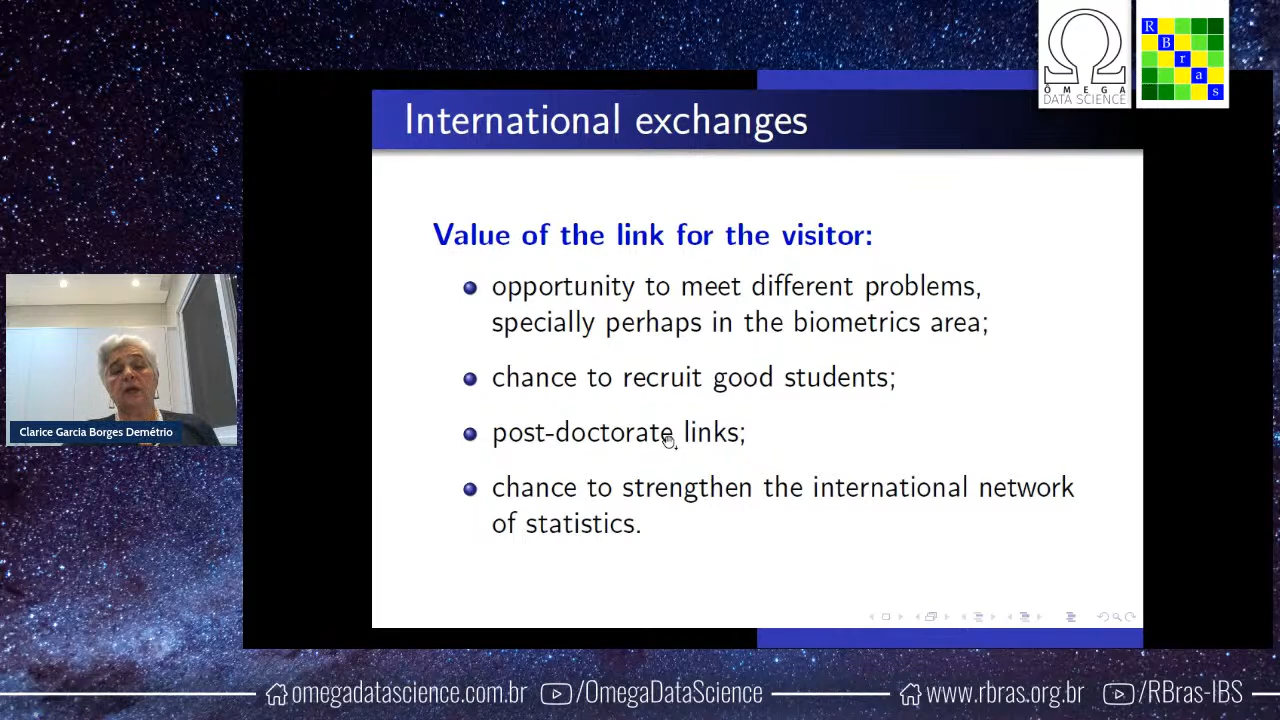 ÔMEGA
DATA SCIENCE
R
B
r
a
s
International exchanges
Value of the link for the visitor:
opportunity to meet different problems,
specially perhaps in the biometrics area;
chance to recruit good students;
post-doctorate links;
chance to strengthen the international network
of statistics.
Clarice Garcia Borges Demétrio
omegadatascience.com.br /OmegaDataScience www.rbras.org.br /RBras-IBS